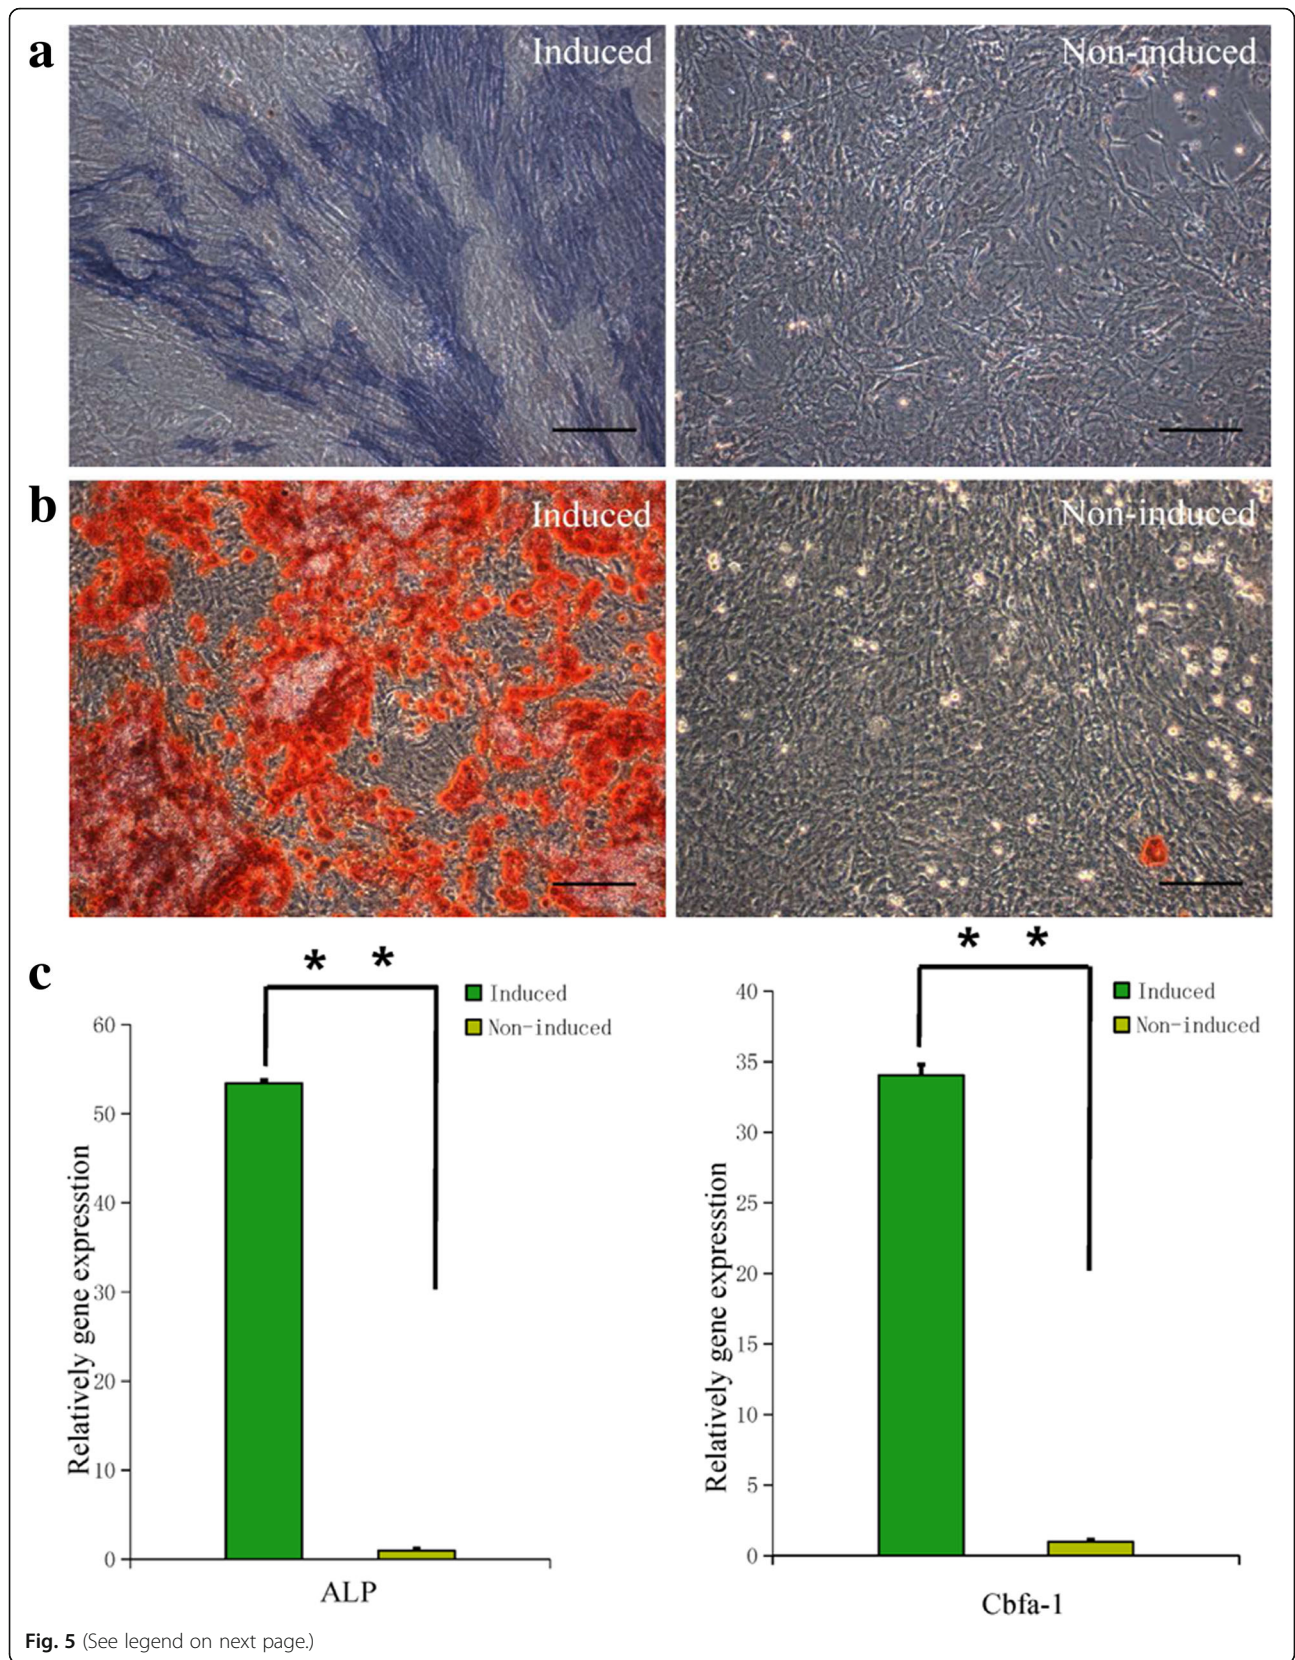 a
Induced
Non-induced
b
Induced
Non-induced
c
* *
Induced
Non-induced
60
50
40
30
20
10
0
Relatively gene expresstion
ALP
* *
Induced
Non-induced
40
35
30
25
20
15
10
5
0
Relatively gene expresstion
Cbfa-1
Fig. 5 (See legend on next page.)